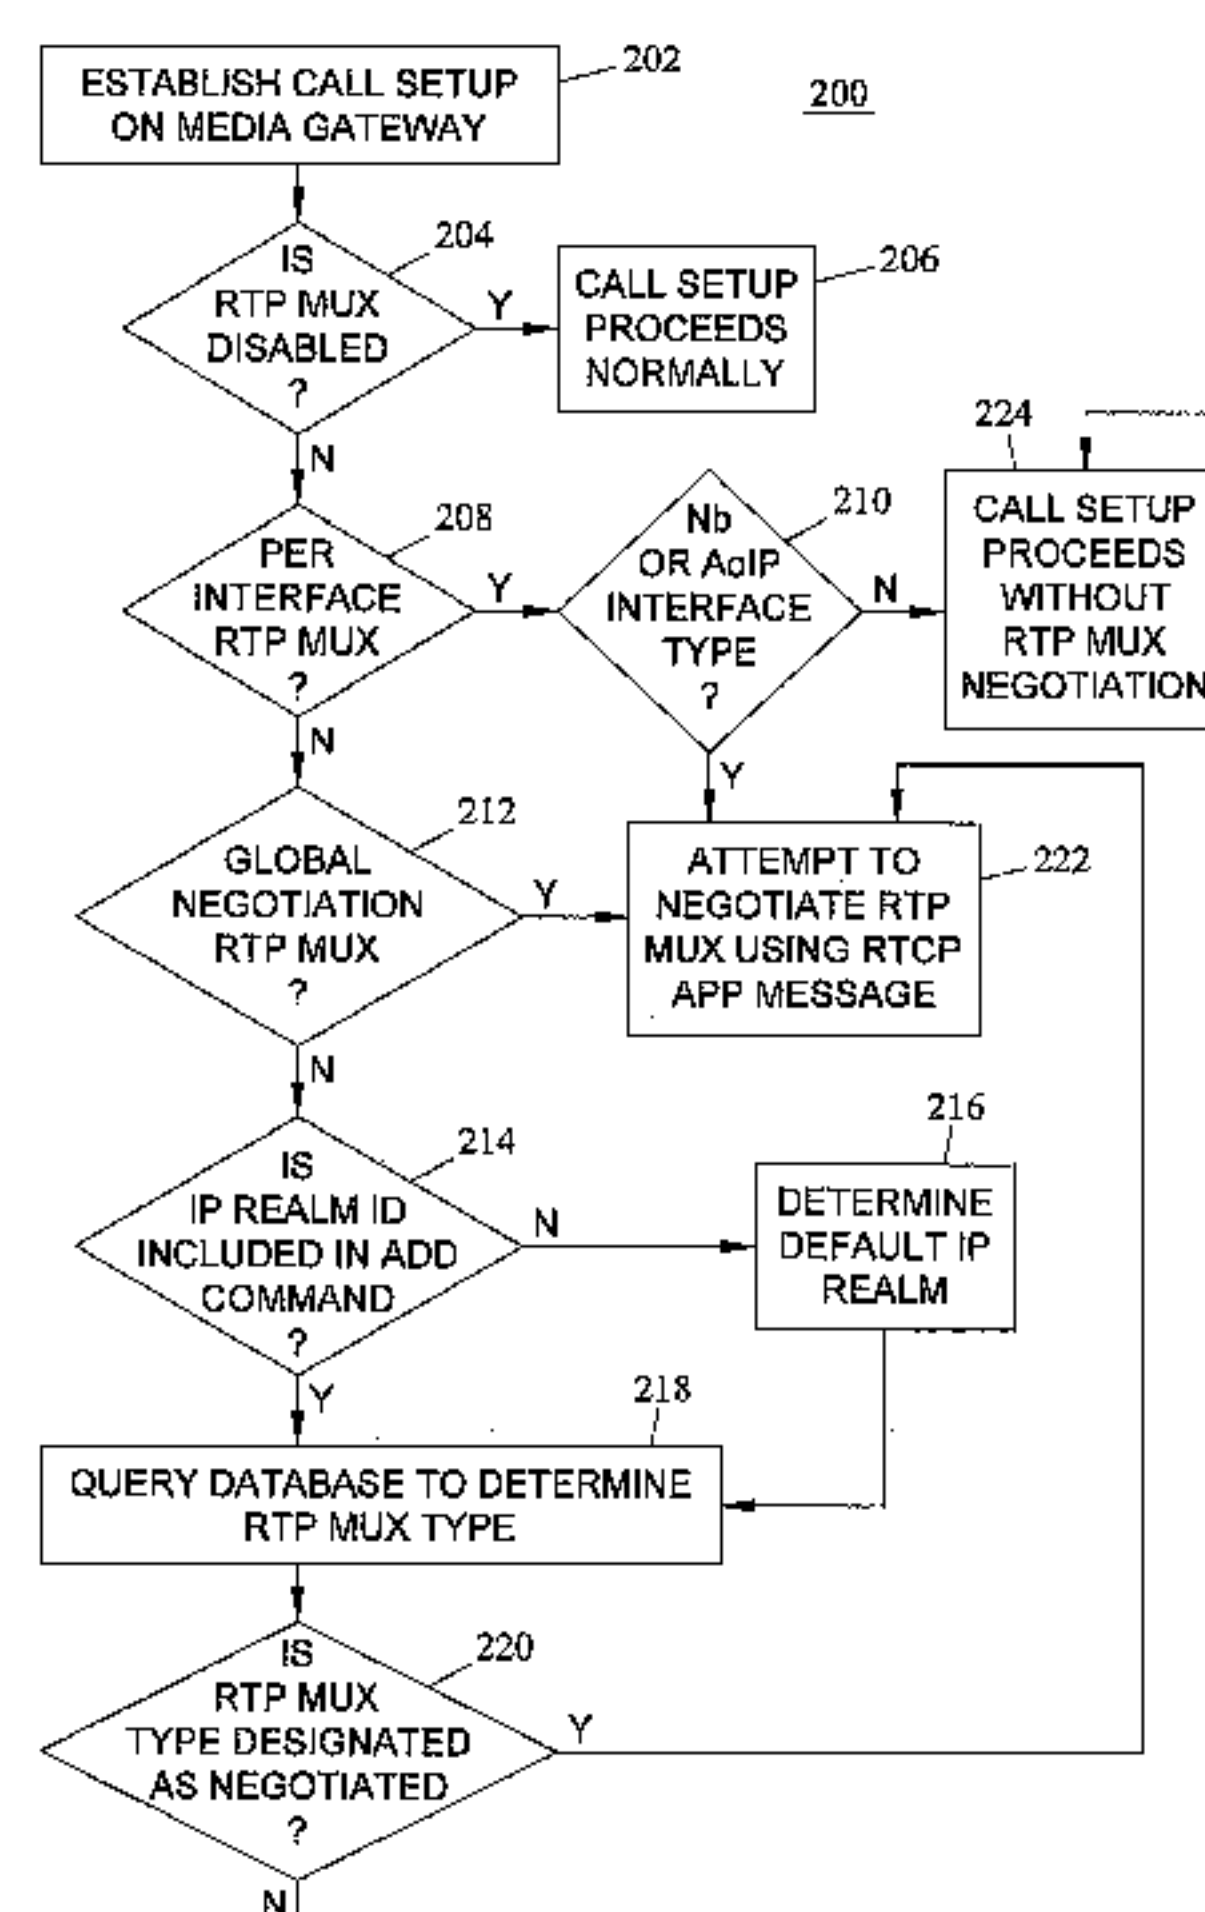 202
200
ESTABLISH CALL SETUP
ON MEDIA GATEWAY
204
IS
RTP MUX
DISABLED
?
Y
206
CALL SETUP
PROCEEDS
NORMALLY
N
208
PER
INTERFACE
RTP MUX
?
Y
210
Nb
OR AoIP
INTERFACE
TYPE
?
N
224
CALL SETUP
PROCEEDS
WITHOUT
RTP MUX
NEGOTIATION
N
Y
212
GLOBAL
NEGOTIATION
RTP MUX
?
Y
222
ATTEMPT TO
NEGOTIATE RTP
MUX USING RTCP
APP MESSAGE
N
214
IS
IP REALM ID
INCLUDED IN ADD
COMMAND
?
N
216
DETERMINE
DEFAULT IP
REALM
Y
218
QUERY DATABASE TO DETERMINE
RTP MUX TYPE
220
IS
RTP MUX
TYPE DESIGNATED
AS NEGOTIATED
?
Y
N